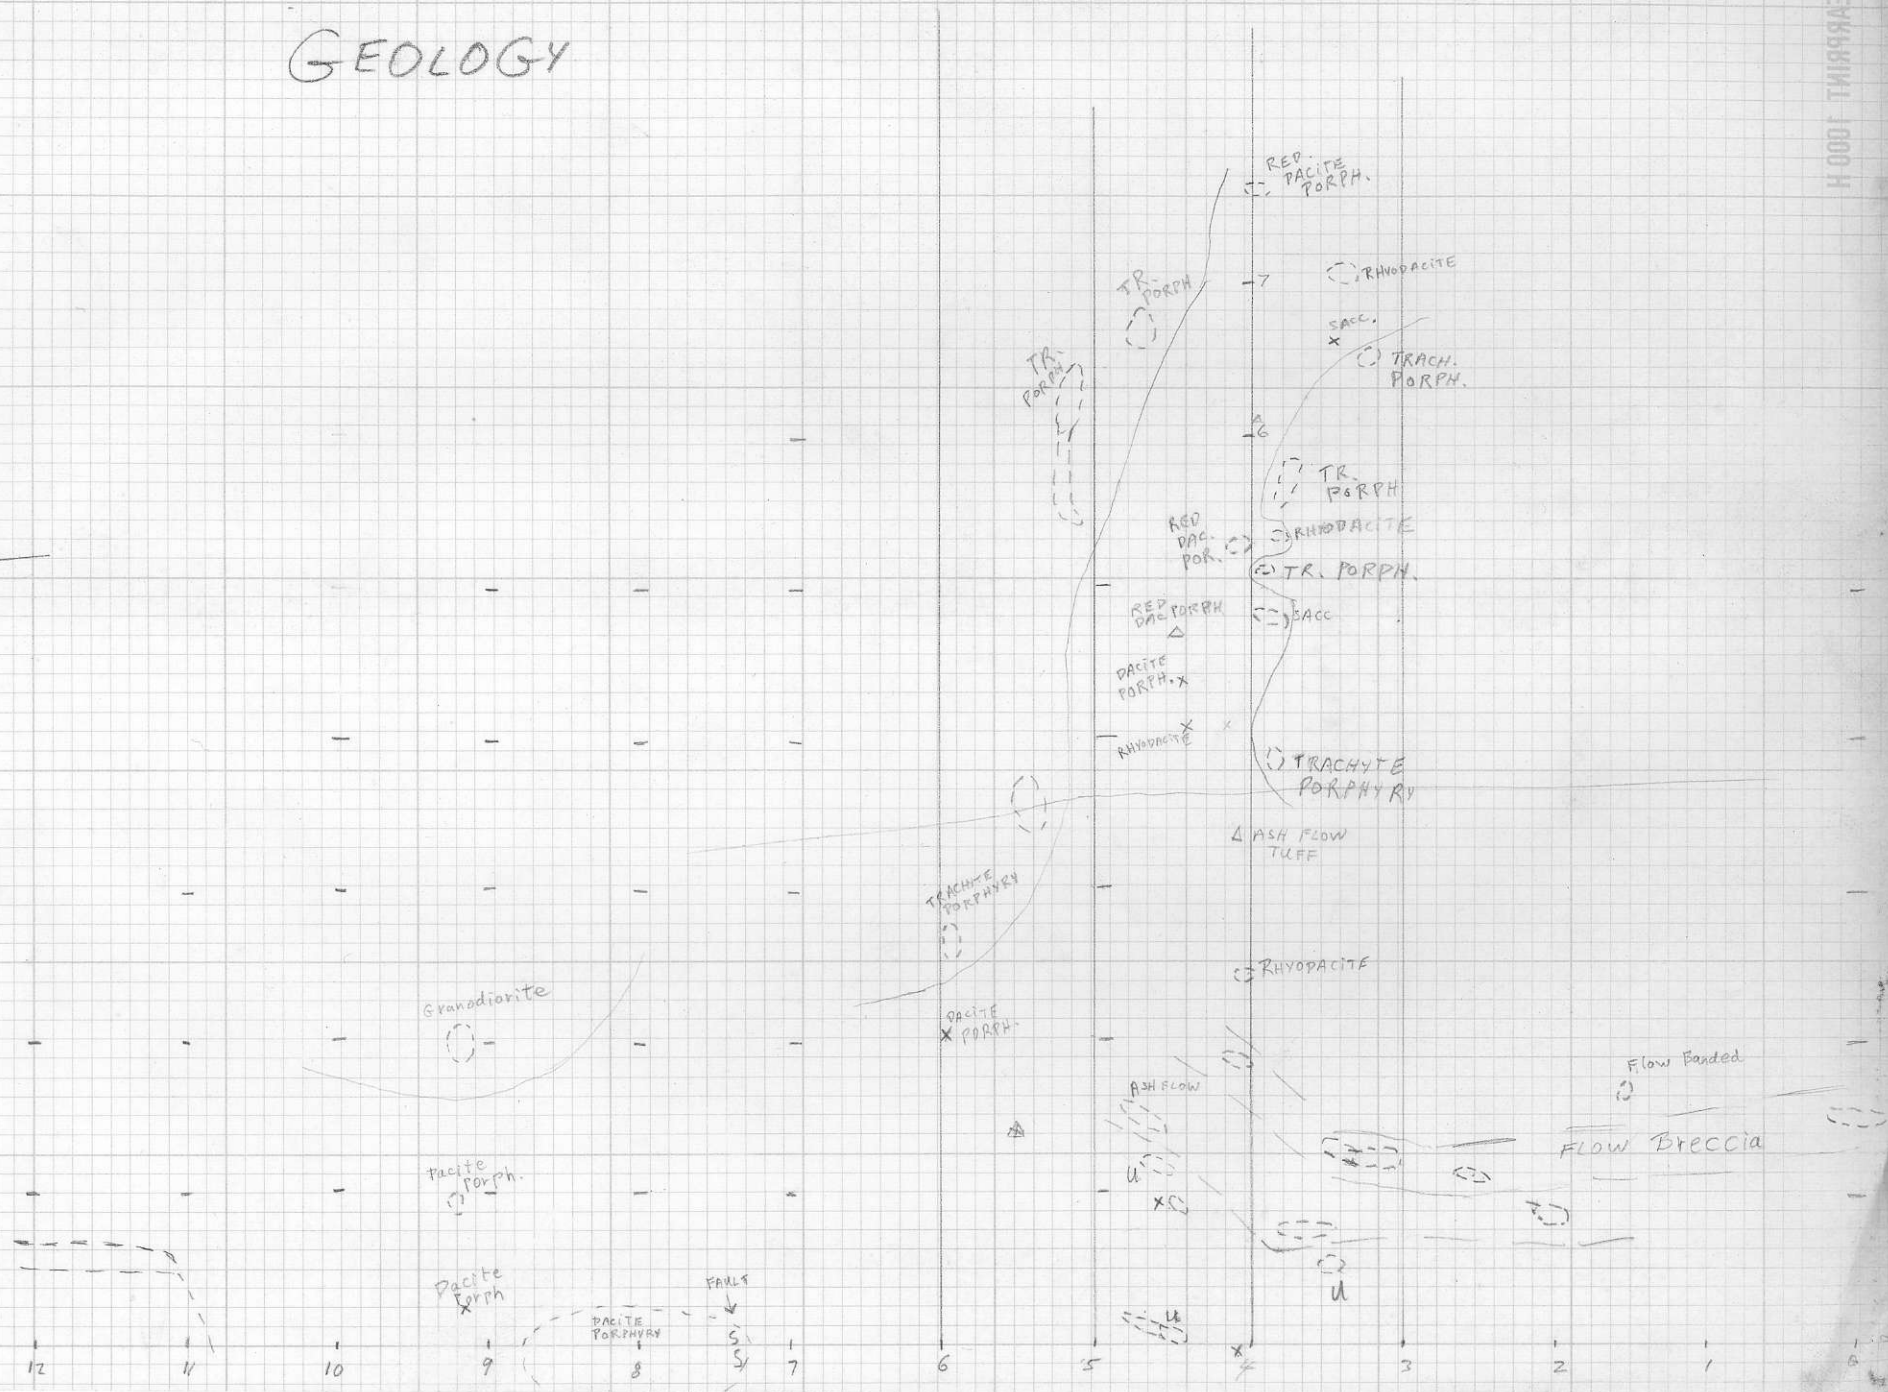 GEOLOGY
CLEARPRINT 1000H
RED.
DACITE
PORPH.
7
RHYODACITE
TR.
PORPH
SACC.
TR.
PORPH
TRACH.
PORPH.
6
TR.
PORPH
RED
DAC.
POR.
RHYODACITE
TR. PORPH.
RED PORPH
DAC
SACC
DACITE
PORPH. x
x
RHYODACITE
TRACHYTE
PORPHYRY
ASH FLOW
TUFF
TRACHYTE
PORPHYRY
RHYODACITE
Granodiorite
DACITE
x PORPH.
Flow Banded
ASH FLOW
FLOW Breccia
Dacite
Porph.
U
x
U
Dacite
Porph
x
FAULT
DACITE
PORPHYRY
U
S
S
12 11 10 9 8 7 6 5 4 3 2 1 0